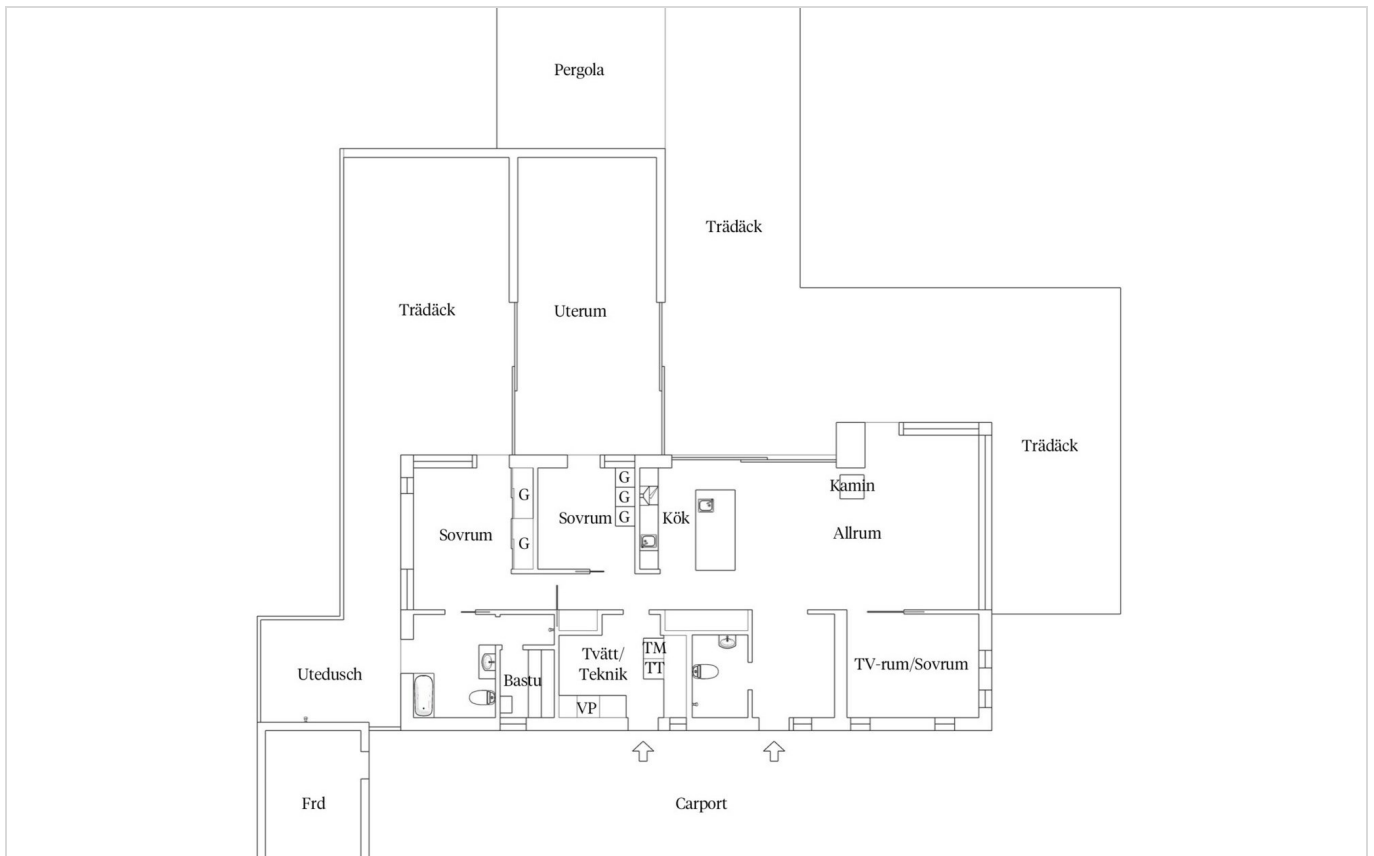 Pergola
Trädäck
Trädäck
Uterum
Trädäck
Kamin
G
G
G
G
G
Sovrum
Sovrum
Kök
Allrum
Utedusch
Bastu
Tvätt/
Teknik
TM
TT
VP
TV-rum/Sovrum
Frd
Carport